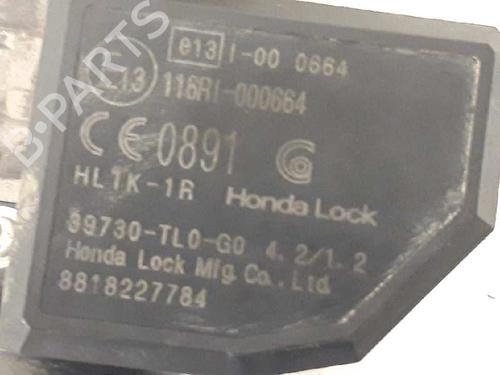 B-PARTS
e13 I-00 0664
E13 116RI-000664
CE 0891
HL1K-1R Honda Lock
39730-TL0-G0 4.2/1.2
Honda Lock Mfg. Co., Ltd.
8818227784